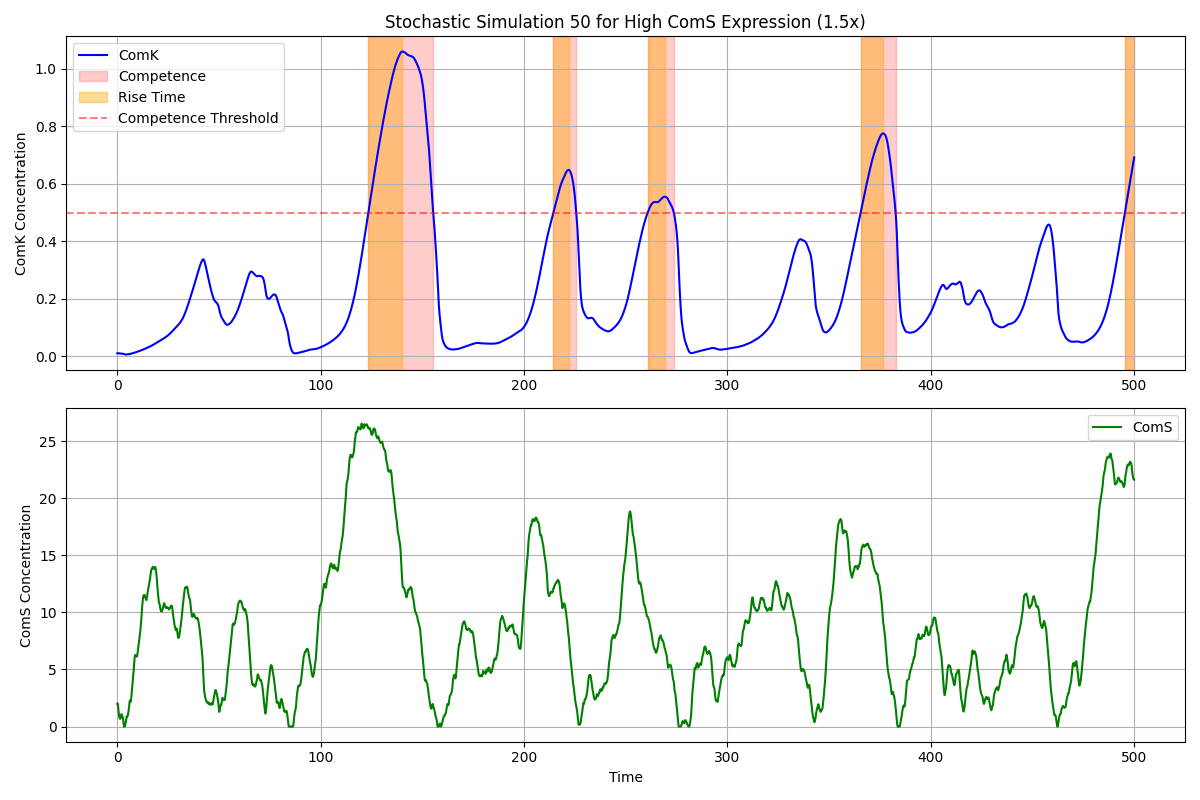 Stochastic Simulation 50 for High ComS Expression (1.5x)
ComK
Competence
Rise Time
Competence Threshold
ComK Concentration
1.0
0.8
0.6
0.4
0.2
0.0
0 100 200 300 400 500
ComS
ComS Concentration
25
20
15
10
5
0
0 100 200 300 400 500
Time